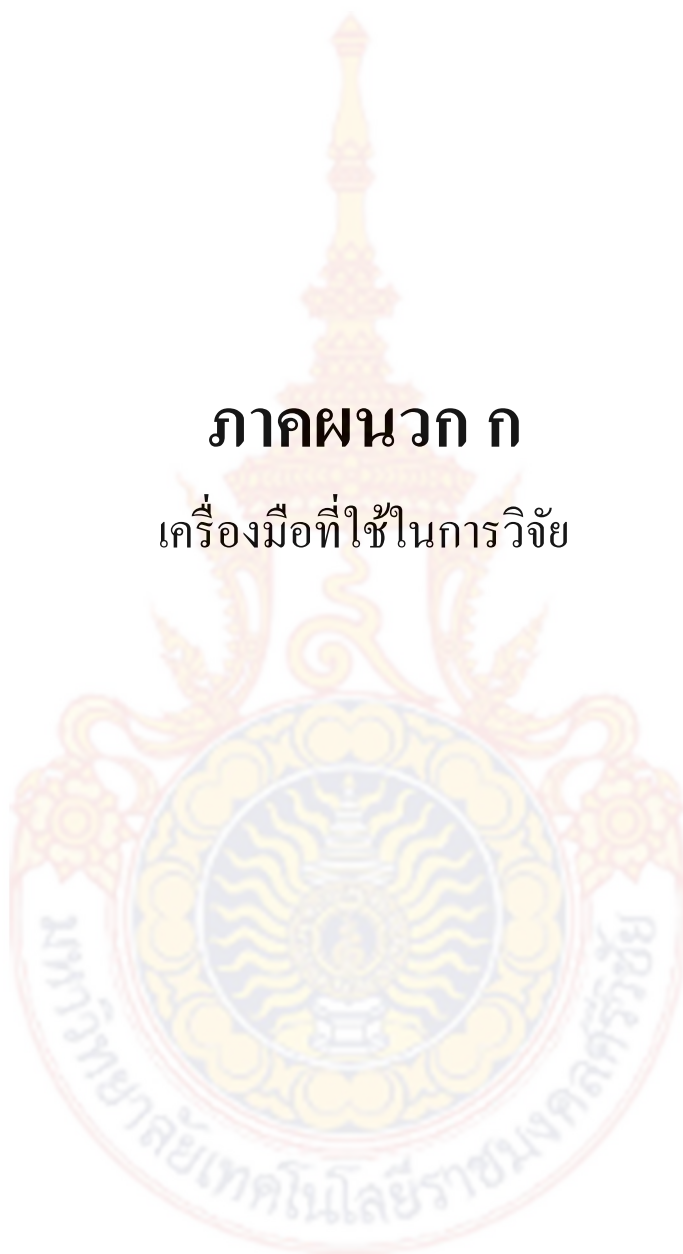 ภาคผนวก ก
เครื่องมือที่ใช้ในการวิจัย
มหาวิทยาลัยเทคโนโลยีราชมงคลศรีวิชัย